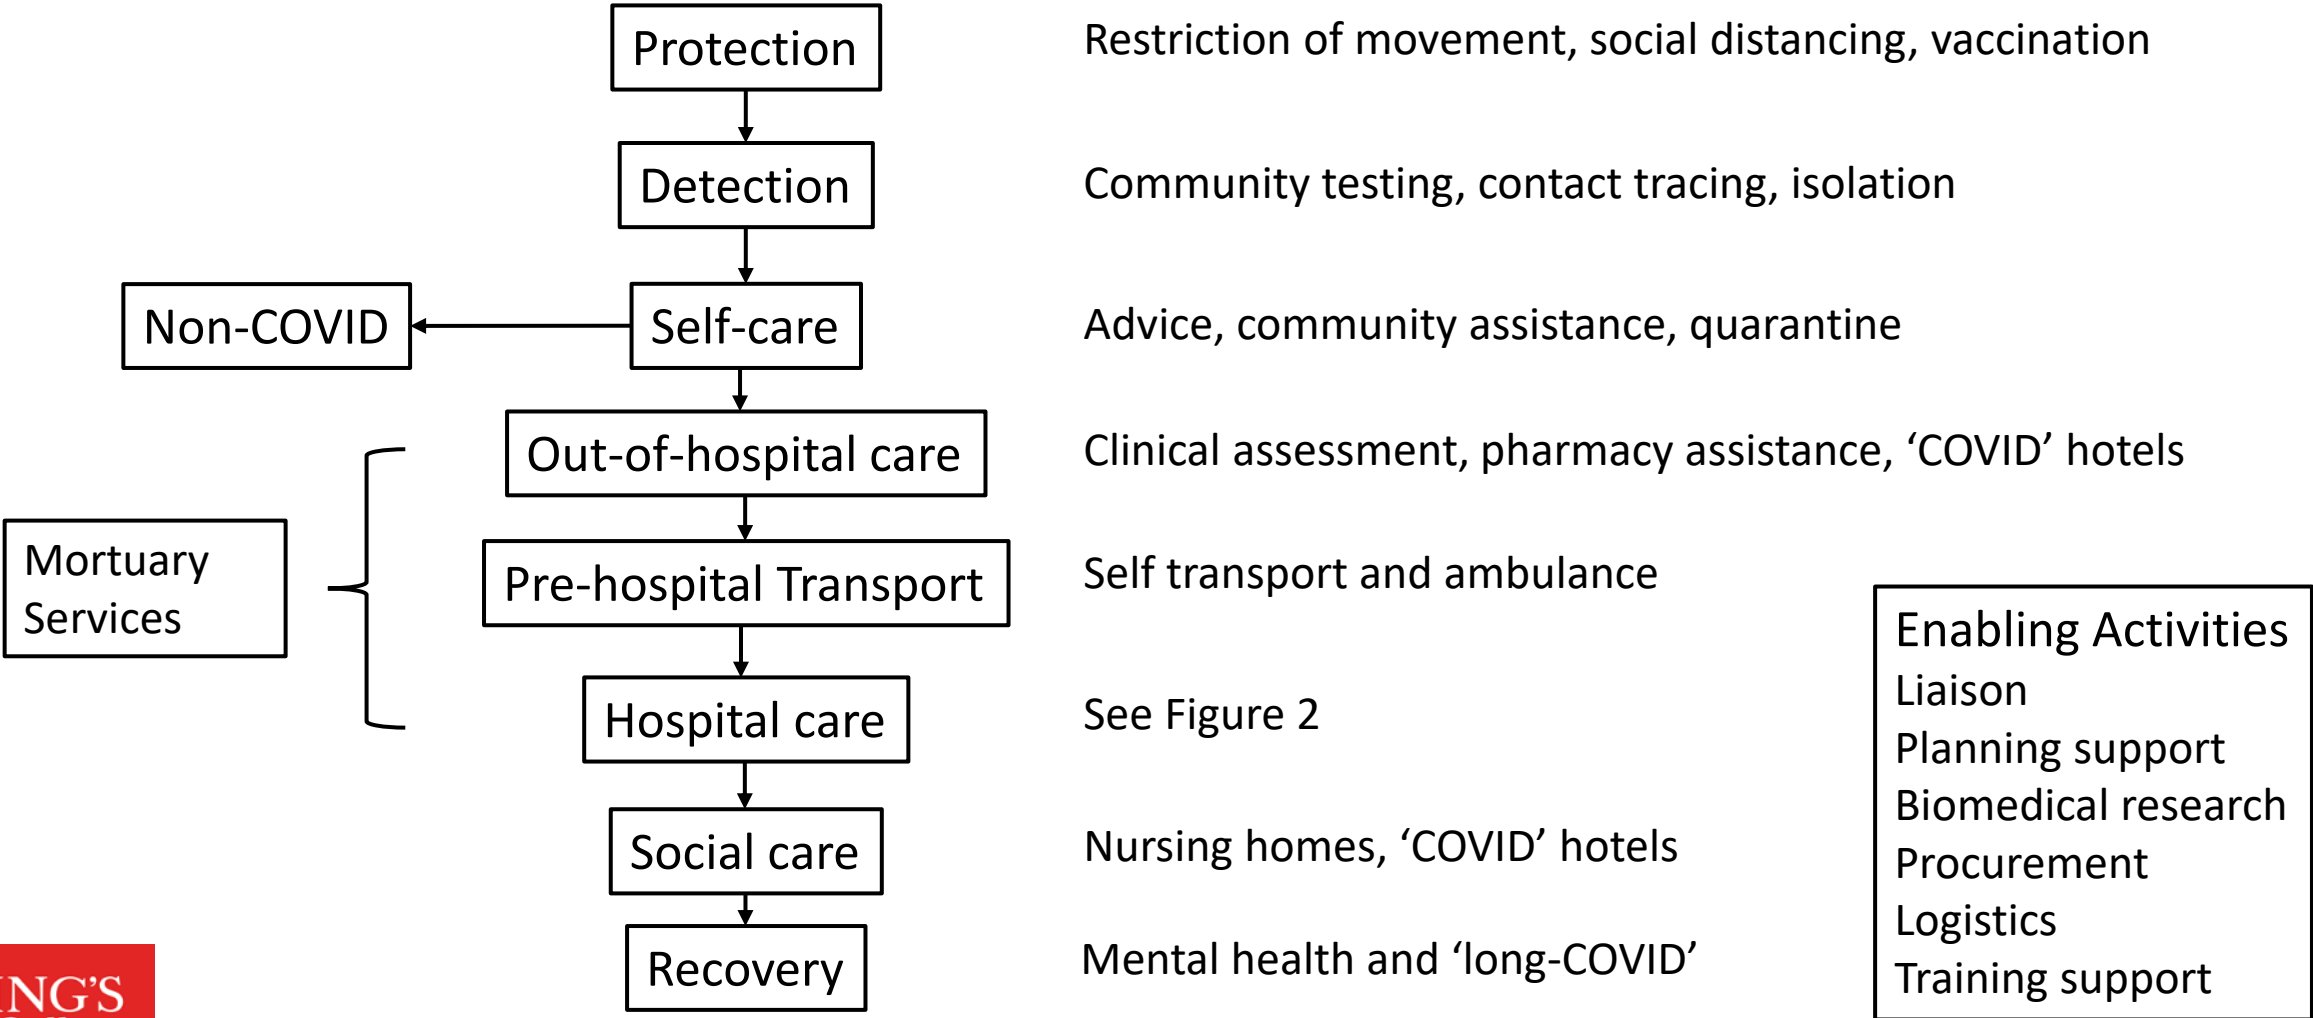 Protection
Restriction of movement, social distancing, vaccination
Detection
Community testing, contact tracing, isolation
Non-COVID
Self-care
Advice, community assistance, quarantine
Out-of-hospital care
Clinical assessment, pharmacy assistance, ‘COVID’ hotels
Mortuary
Services
Pre-hospital Transport
Self transport and ambulance
Hospital care
See Figure 2
Social care
Nursing homes, ‘COVID’ hotels
Recovery
Mental health and ‘long-COVID’
Enabling Activities
Liaison
Planning support
Biomedical research
Procurement
Logistics
Training support
ING'S